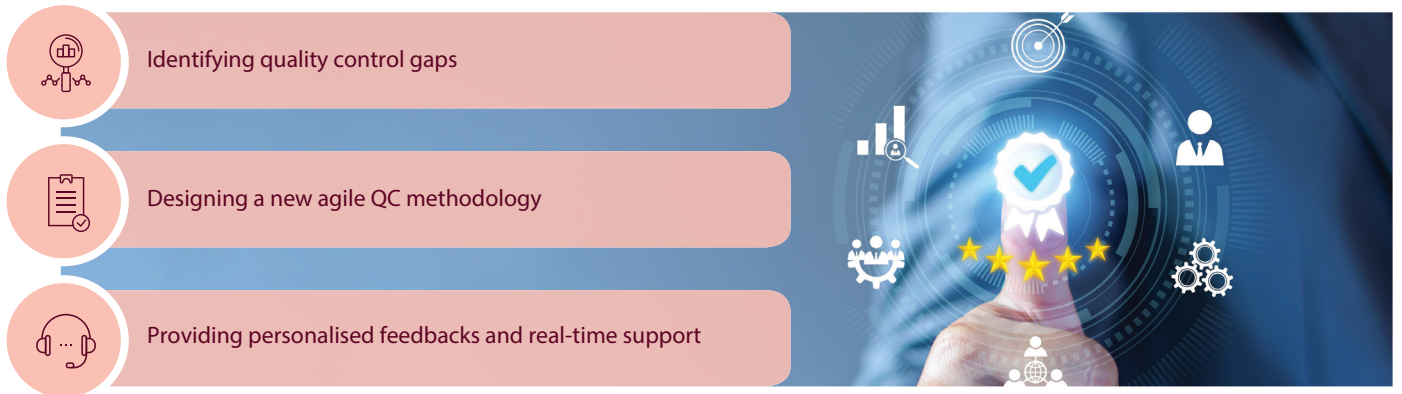 Identifying quality control gaps
Designing a new agile QC methodology
Providing personalised feedbacks and real-time support